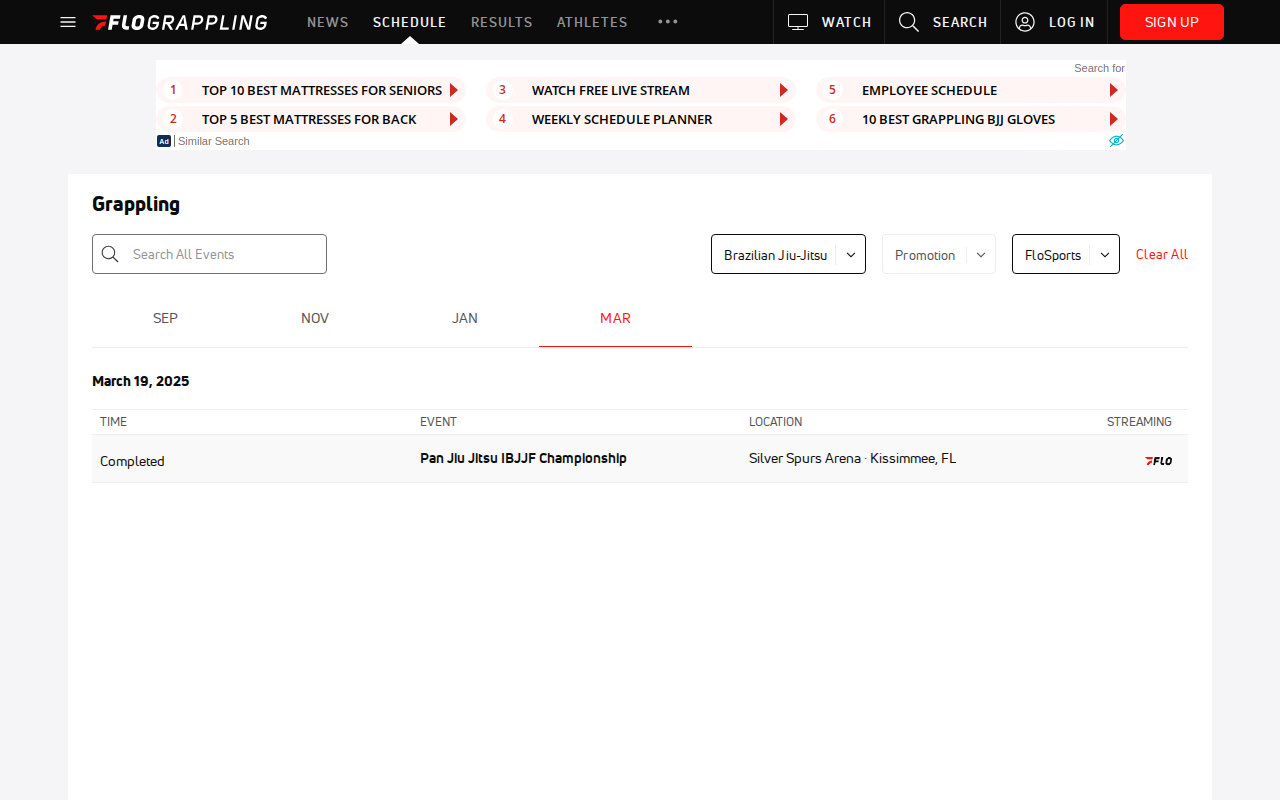 FLOGRAPPLING NEWS SCHEDULE RESULTS ATHLETES ••• WATCH SEARCH LOG IN SIGN UP
Search for
1 TOP 10 BEST MATTRESSES FOR SENIORS 3 WATCH FREE LIVE STREAM 5 EMPLOYEE SCHEDULE
2 TOP 5 BEST MATTRESSES FOR BACK 4 WEEKLY SCHEDULE PLANNER 6 10 BEST GRAPPLING BJJ GLOVES
Ad | Similar Search
Grappling
Search All Events Brazilian Jiu-Jitsu Promotion FloSports Clear All
SEP NOV JAN MAR
March 19, 2025
TIME EVENT LOCATION STREAMING
Completed Pan Jiu Jitsu IBJJF Championship Silver Spurs Arena · Kissimmee, FL FLO